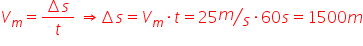 V_m = Δs / t ⇒ Δs = V_m · t = 25 m/s · 60s = 1500m